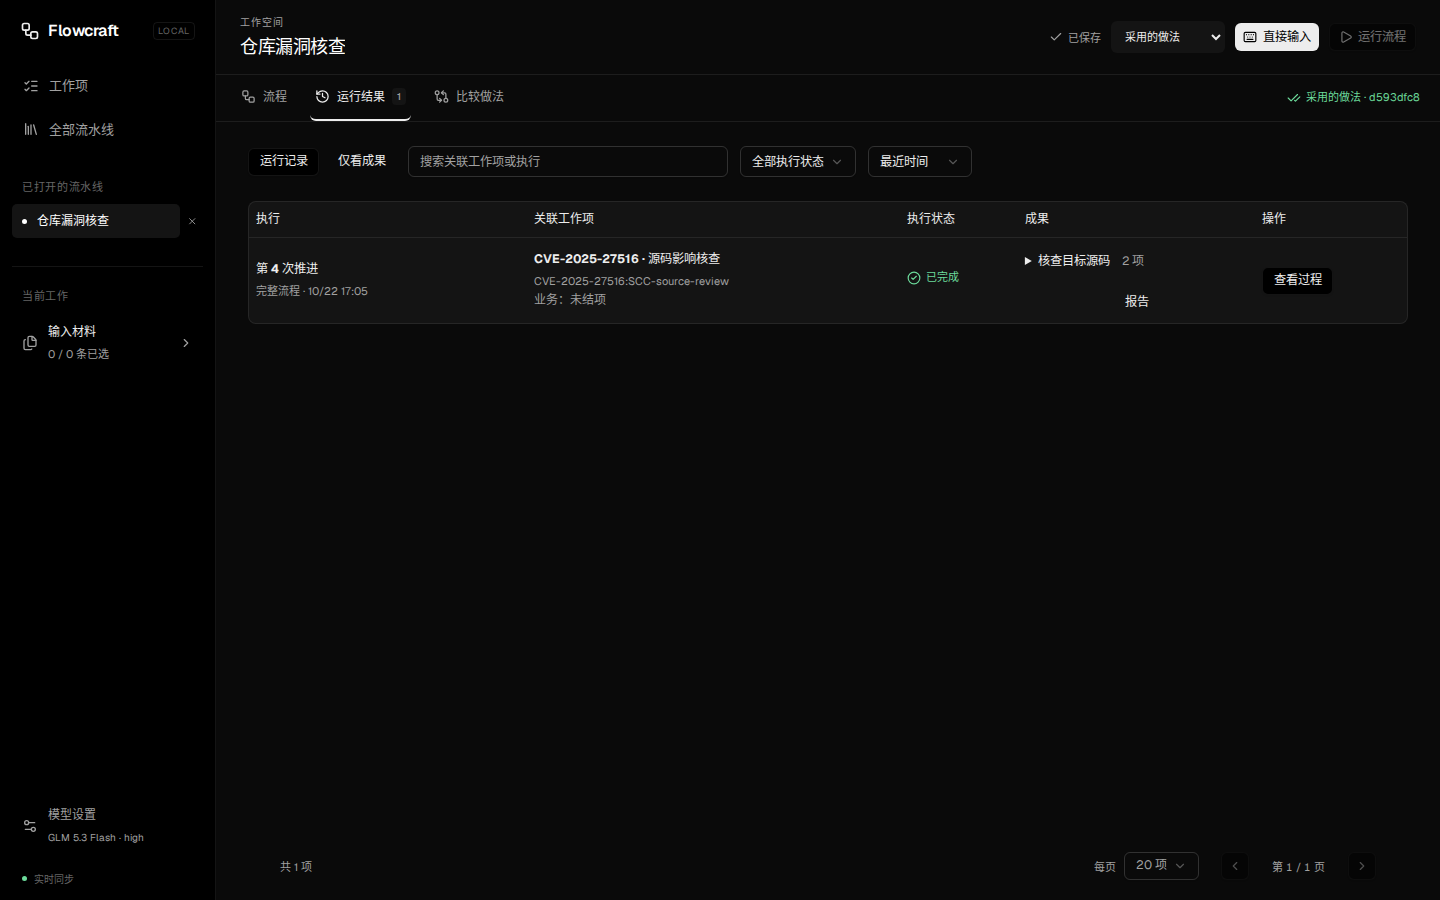 Flowcraft
LOCAL
工作项
全部流水线
已打开的流水线
仓库漏洞核查
当前工作
输入材料
0 / 0 条已选
模型设置
GLM 5.3 Flash · high
实时同步
工作空间
仓库漏洞核查
已保存
采用的做法
直接输入
运行流程
流程
运行结果 1
比较做法
采用的做法 · d593dfc8
运行记录
仅看成果
搜索关联工作项或执行
全部执行状态
最近时间
执行 关联工作项 执行状态 成果 操作
第 4 次推进
完整流程 · 10/22 17:05
CVE-2025-27516 · 源码影响核查
CVE-2025-27516:SCC-source-review
业务：未结项
已完成
核查目标源码 2 项
报告
查看过程
共 1 项
每页
20 项
第 1 / 1 页